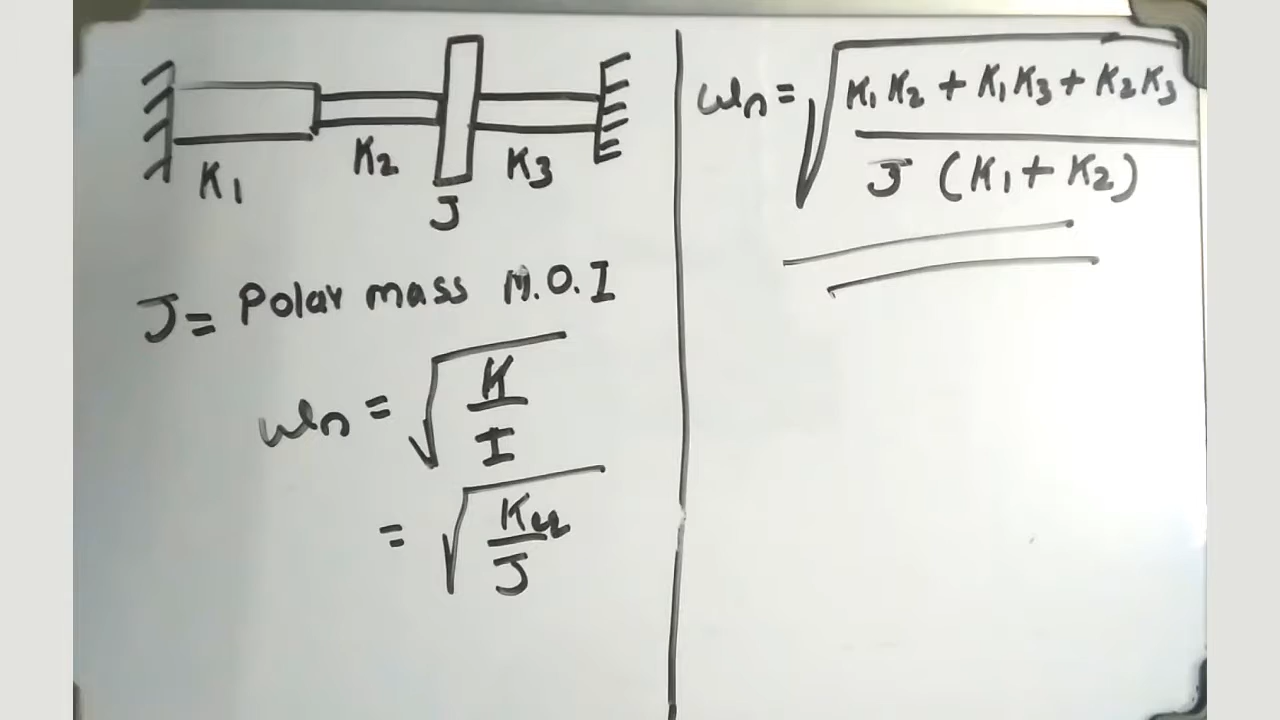 K1
K2
K3
J
J = Polar mass M.O.I
ωn = √(K/I)
= √(Keq/J)
ωn = √((K1K2 + K1K3 + K2K3)/(J (K1 + K2)))